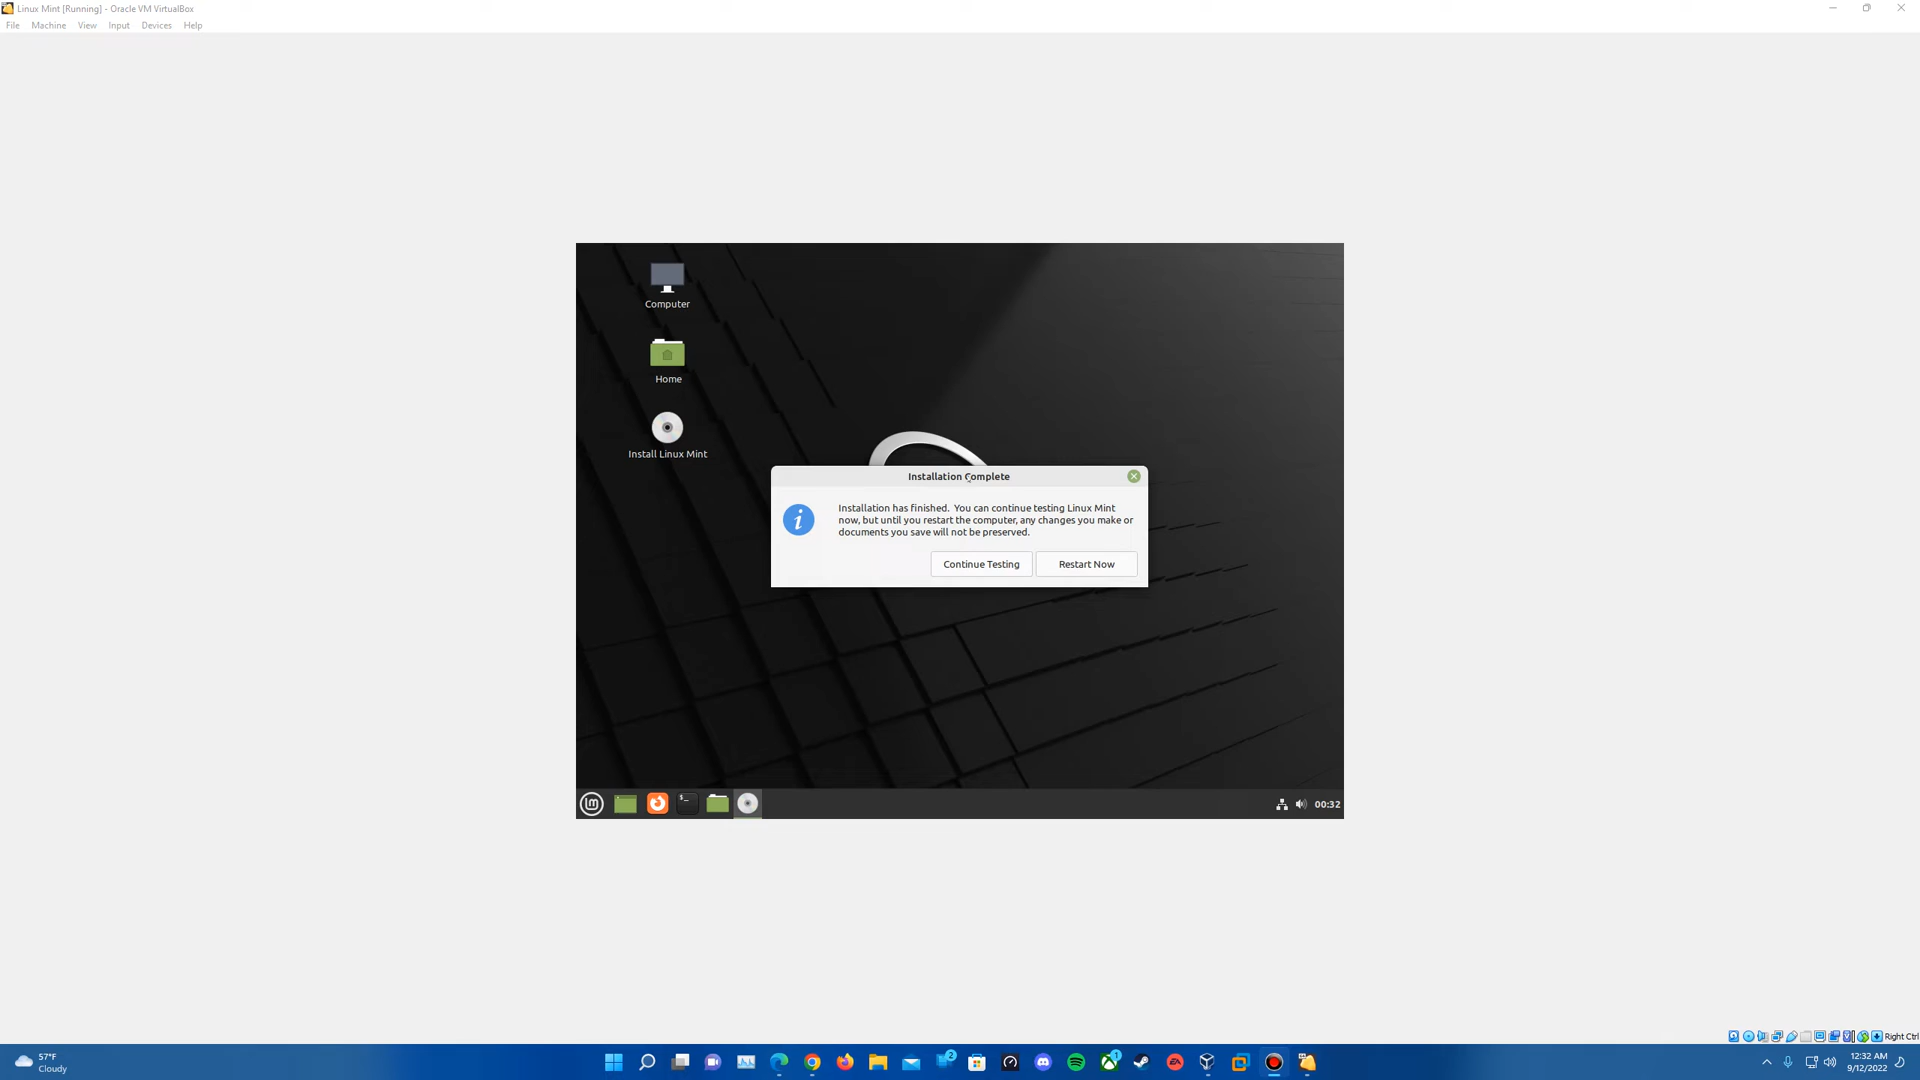 Linux Mint [Running] - Oracle VM VirtualBox
File Machine View Input Devices Help
Computer
Home
Install Linux Mint
Installation Complete
Installation has finished. You can continue testing Linux Mint
now, but until you restart the computer, any changes you make or
documents you save will not be preserved.
Continue Testing Restart Now
00:32
Right Ctrl
57°F
Cloudy
2
1
12:32 AM
9/12/2022